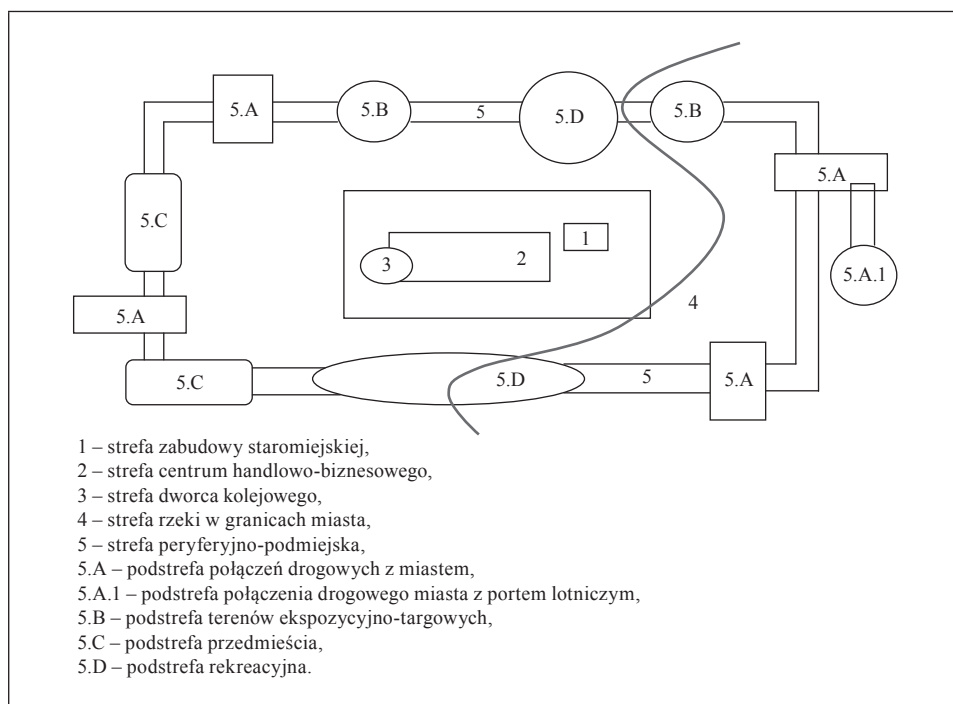 5.A
5.B
5
5.D
5.B
5.A
5.C
1
2
3
5.A.1
4
5.A
5.C
5.D
5
5.A
1 – strefa zabudowy staromiejskiej,
2 – strefa centrum handlowo-biznesowego,
3 – strefa dworca kolejowego,
4 – strefa rzeki w granicach miasta,
5 – strefa peryferyjno-podmiejska,
5.A – podstrefa połączeń drogowych z miastem,
5.A.1 – podstrefa połączenia drogowego miasta z portem lotniczym,
5.B – podstrefa terenów ekspozycyjno-targowych,
5.C – podstrefa przedmieścia,
5.D – podstrefa rekreacyjna.